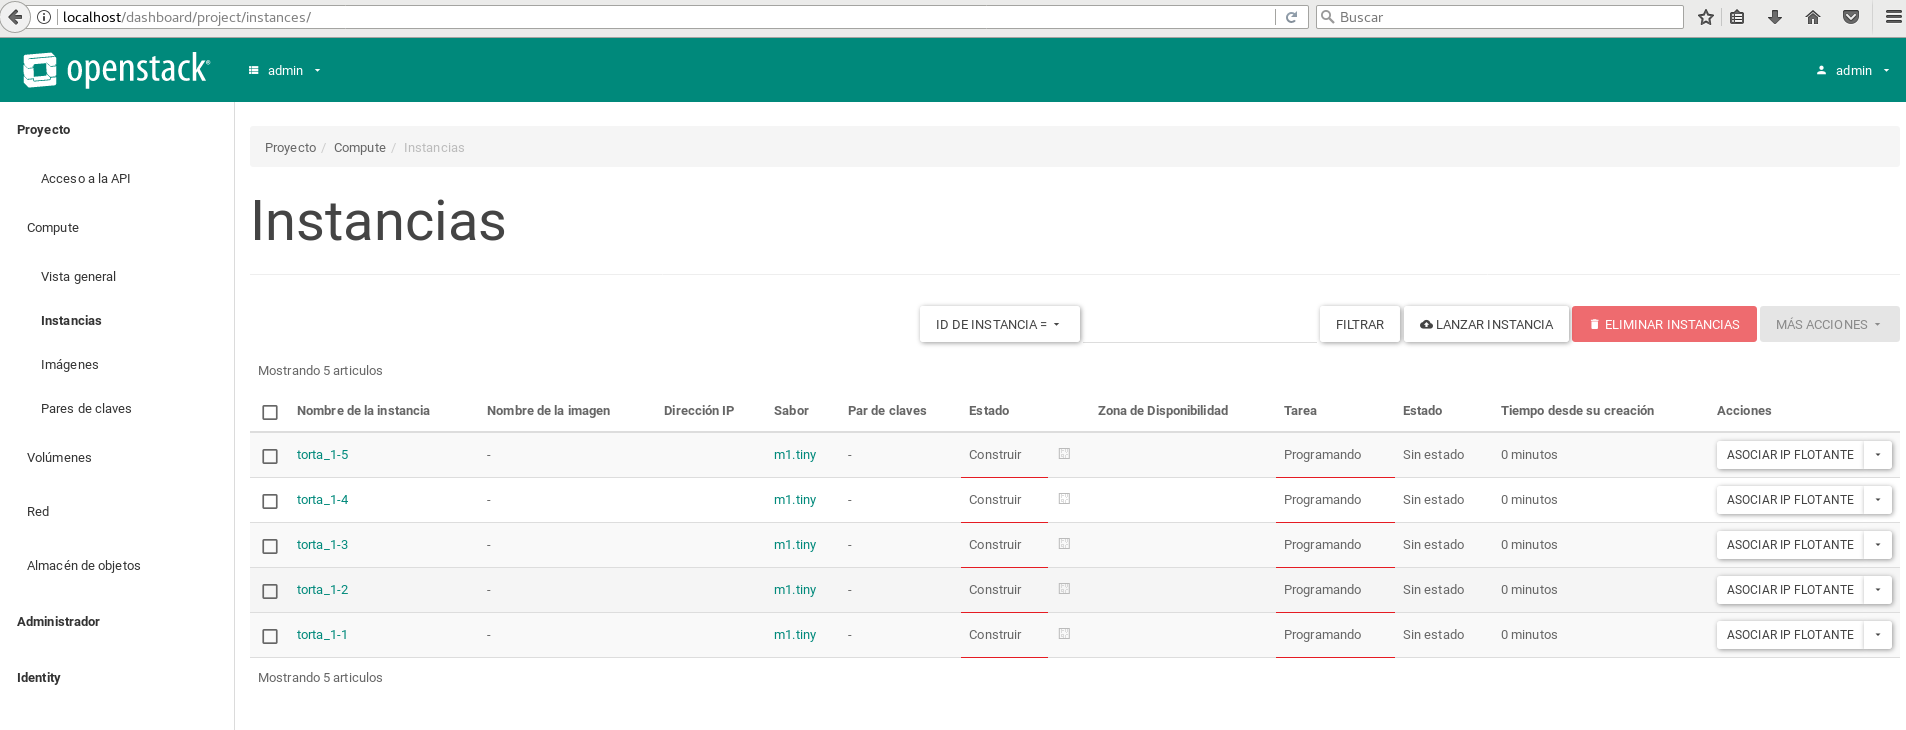 localhost/dashboard/project/instances/
Buscar
openstack®
admin
admin
Proyecto
Acceso a la API
Compute
Vista general
Instancias
Imágenes
Pares de claves
Volúmenes
Red
Almacén de objetos
Administrador
Identity
Proyecto / Compute / Instancias
Instancias
ID DE INSTANCIA = FILTRAR LANZAR INSTANCIA ELIMINAR INSTANCIAS MÁS ACCIONES
Mostrando 5 articulos
Nombre de la instancia Nombre de la imagen Dirección IP Sabor Par de claves Estado Zona de Disponibilidad Tarea Estado Tiempo desde su creación Acciones
torta_1-5 - m1.tiny - Construir Programando Sin estado 0 minutos ASOCIAR IP FLOTANTE
torta_1-4 - m1.tiny - Construir Programando Sin estado 0 minutos ASOCIAR IP FLOTANTE
torta_1-3 - m1.tiny - Construir Programando Sin estado 0 minutos ASOCIAR IP FLOTANTE
torta_1-2 - m1.tiny - Construir Programando Sin estado 0 minutos ASOCIAR IP FLOTANTE
torta_1-1 - m1.tiny - Construir Programando Sin estado 0 minutos ASOCIAR IP FLOTANTE
Mostrando 5 articulos